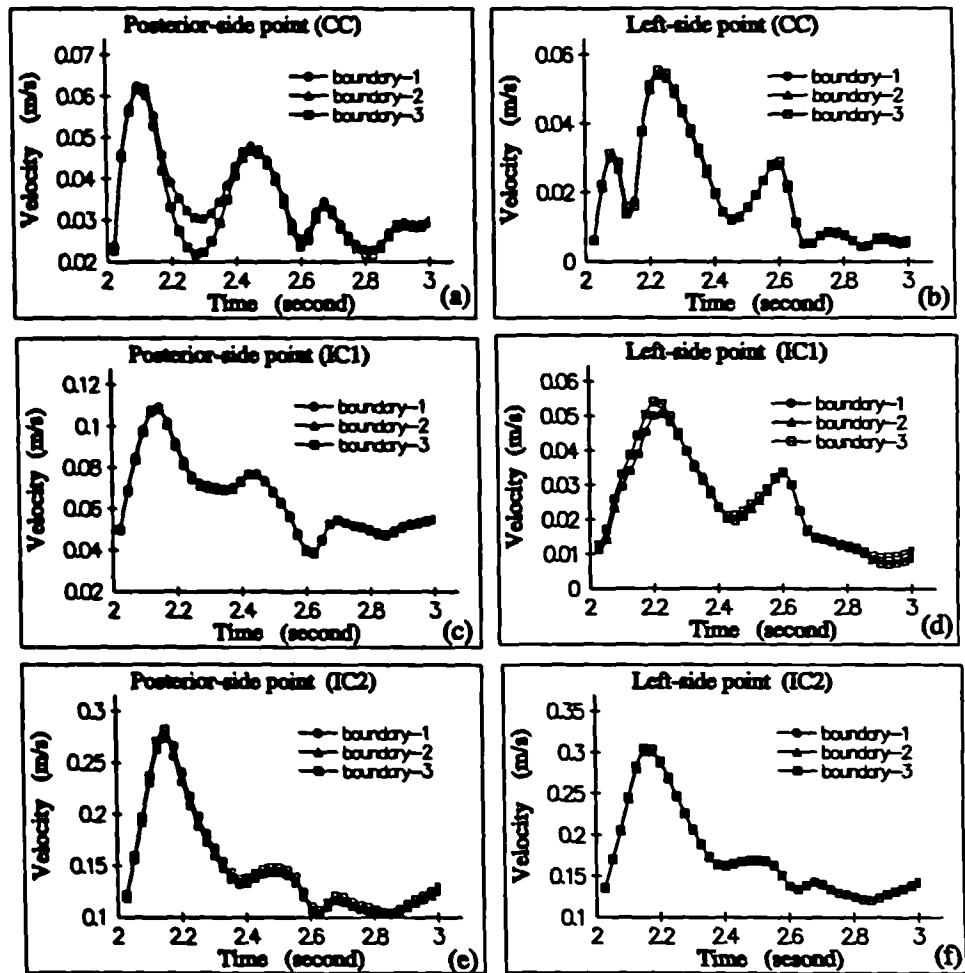 Posterior-side point (CC)
Velocity (m/s)
0.07
0.06
0.05
0.04
0.03
0.02
boundary-1
boundary-2
boundary-3
2 2.2 2.4 2.6 2.8 3
Time (second)
(a)
Left-side point (CC)
Velocity (m/s)
0.06
0.04
0.02
0
boundary-1
boundary-2
boundary-3
2 2.2 2.4 2.6 2.8 3
Time (second)
(b)
Posterior-side point (IC1)
Velocity (m/s)
0.12
0.10
0.08
0.06
0.04
0.02
boundary-1
boundary-2
boundary-3
2 2.2 2.4 2.6 2.8 3
Time (second)
(c)
Left-side point (IC1)
Velocity (m/s)
0.06
0.05
0.04
0.03
0.02
0.01
0
boundary-1
boundary-2
boundary-3
2 2.2 2.4 2.6 2.8 3
Time (second)
(d)
Posterior-side point (IC2)
Velocity (m/s)
0.3
0.25
0.2
0.15
0.1
boundary-1
boundary-2
boundary-3
2 2.2 2.4 2.6 2.8 3
Time (second)
(e)
Left-side point (IC2)
Velocity (m/s)
0.35
0.3
0.25
0.2
0.15
0.1
boundary-1
boundary-2
boundary-3
2 2.2 2.4 2.6 2.8 3
Time (sesond)
(f)